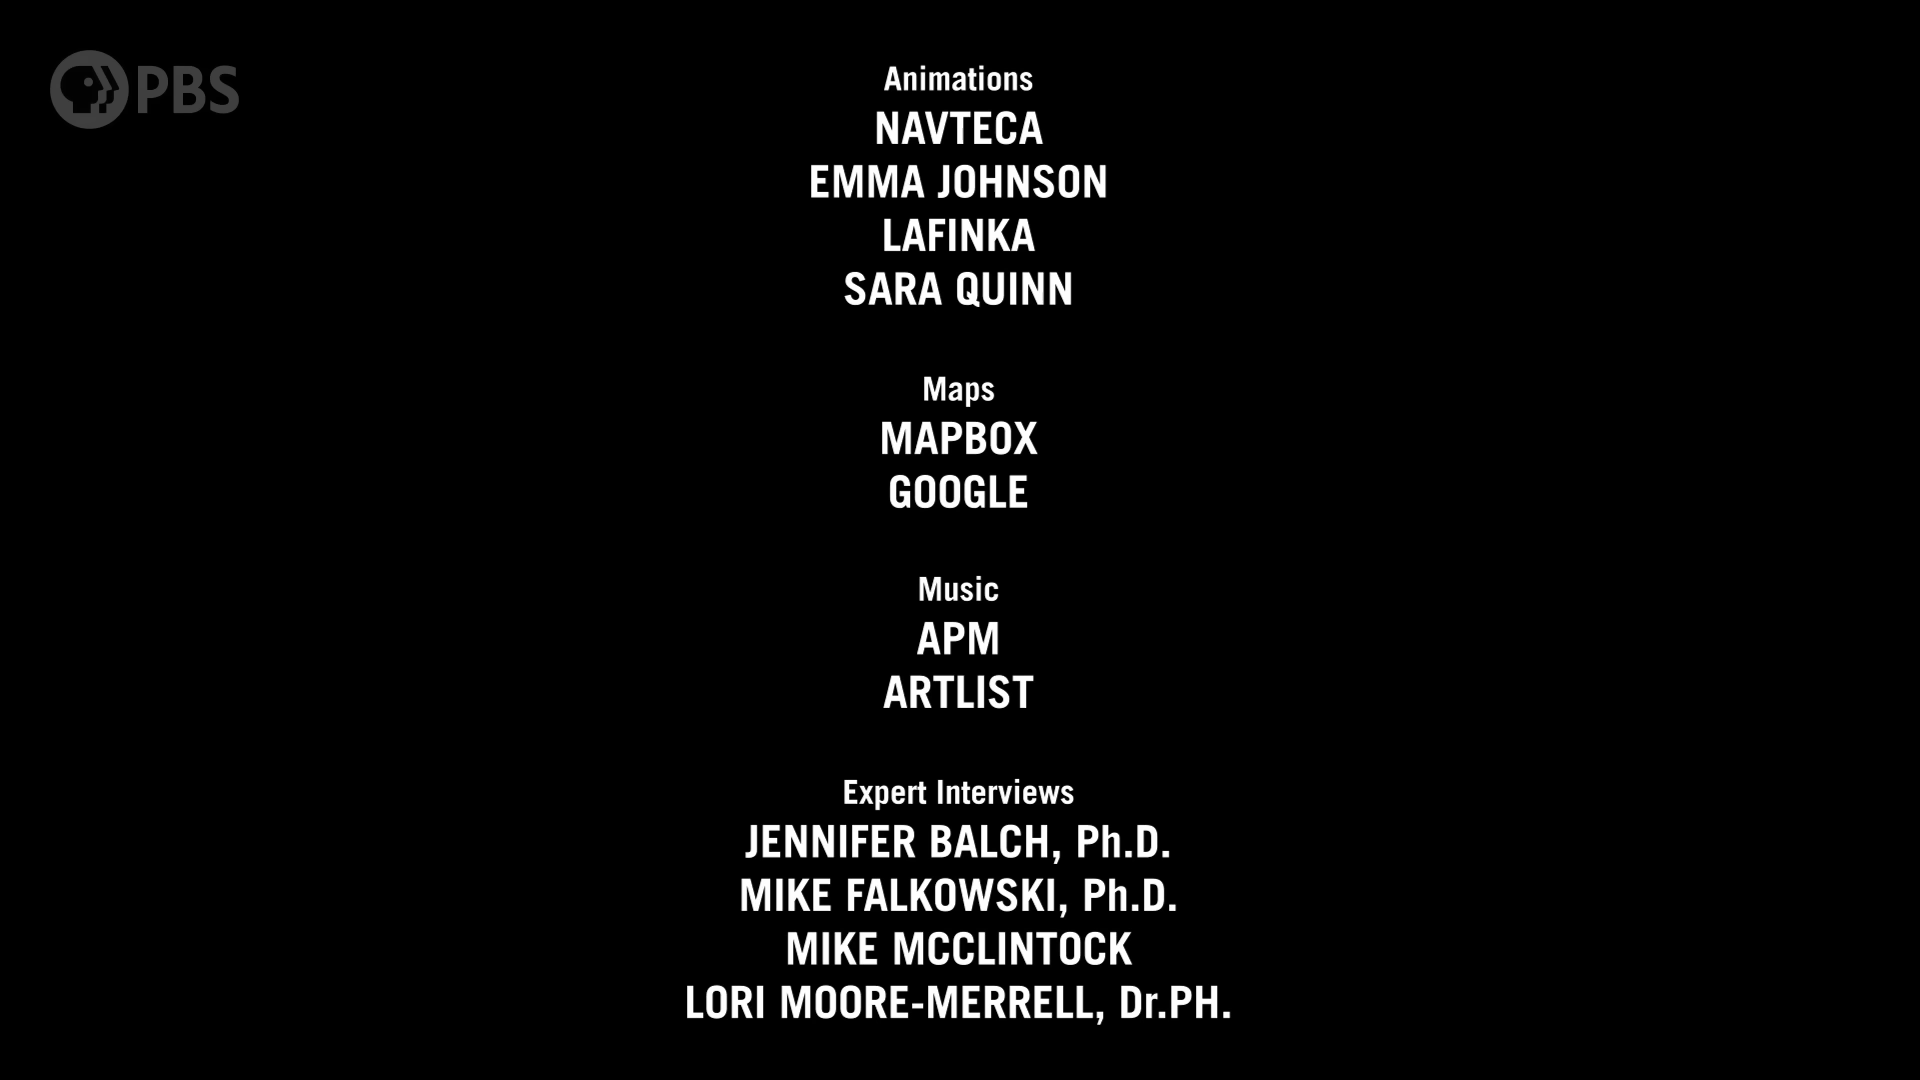 PBS
Animations
NAVTECA
EMMA JOHNSON
LAFINKA
SARA QUINN
Maps
MAPBOX
GOOGLE
Music
APM
ARTLIST
Expert Interviews
JENNIFER BALCH, Ph.D.
MIKE FALKOWSKI, Ph.D.
MIKE MCCLINTOCK
LORI MOORE-MERRELL, Dr.PH.